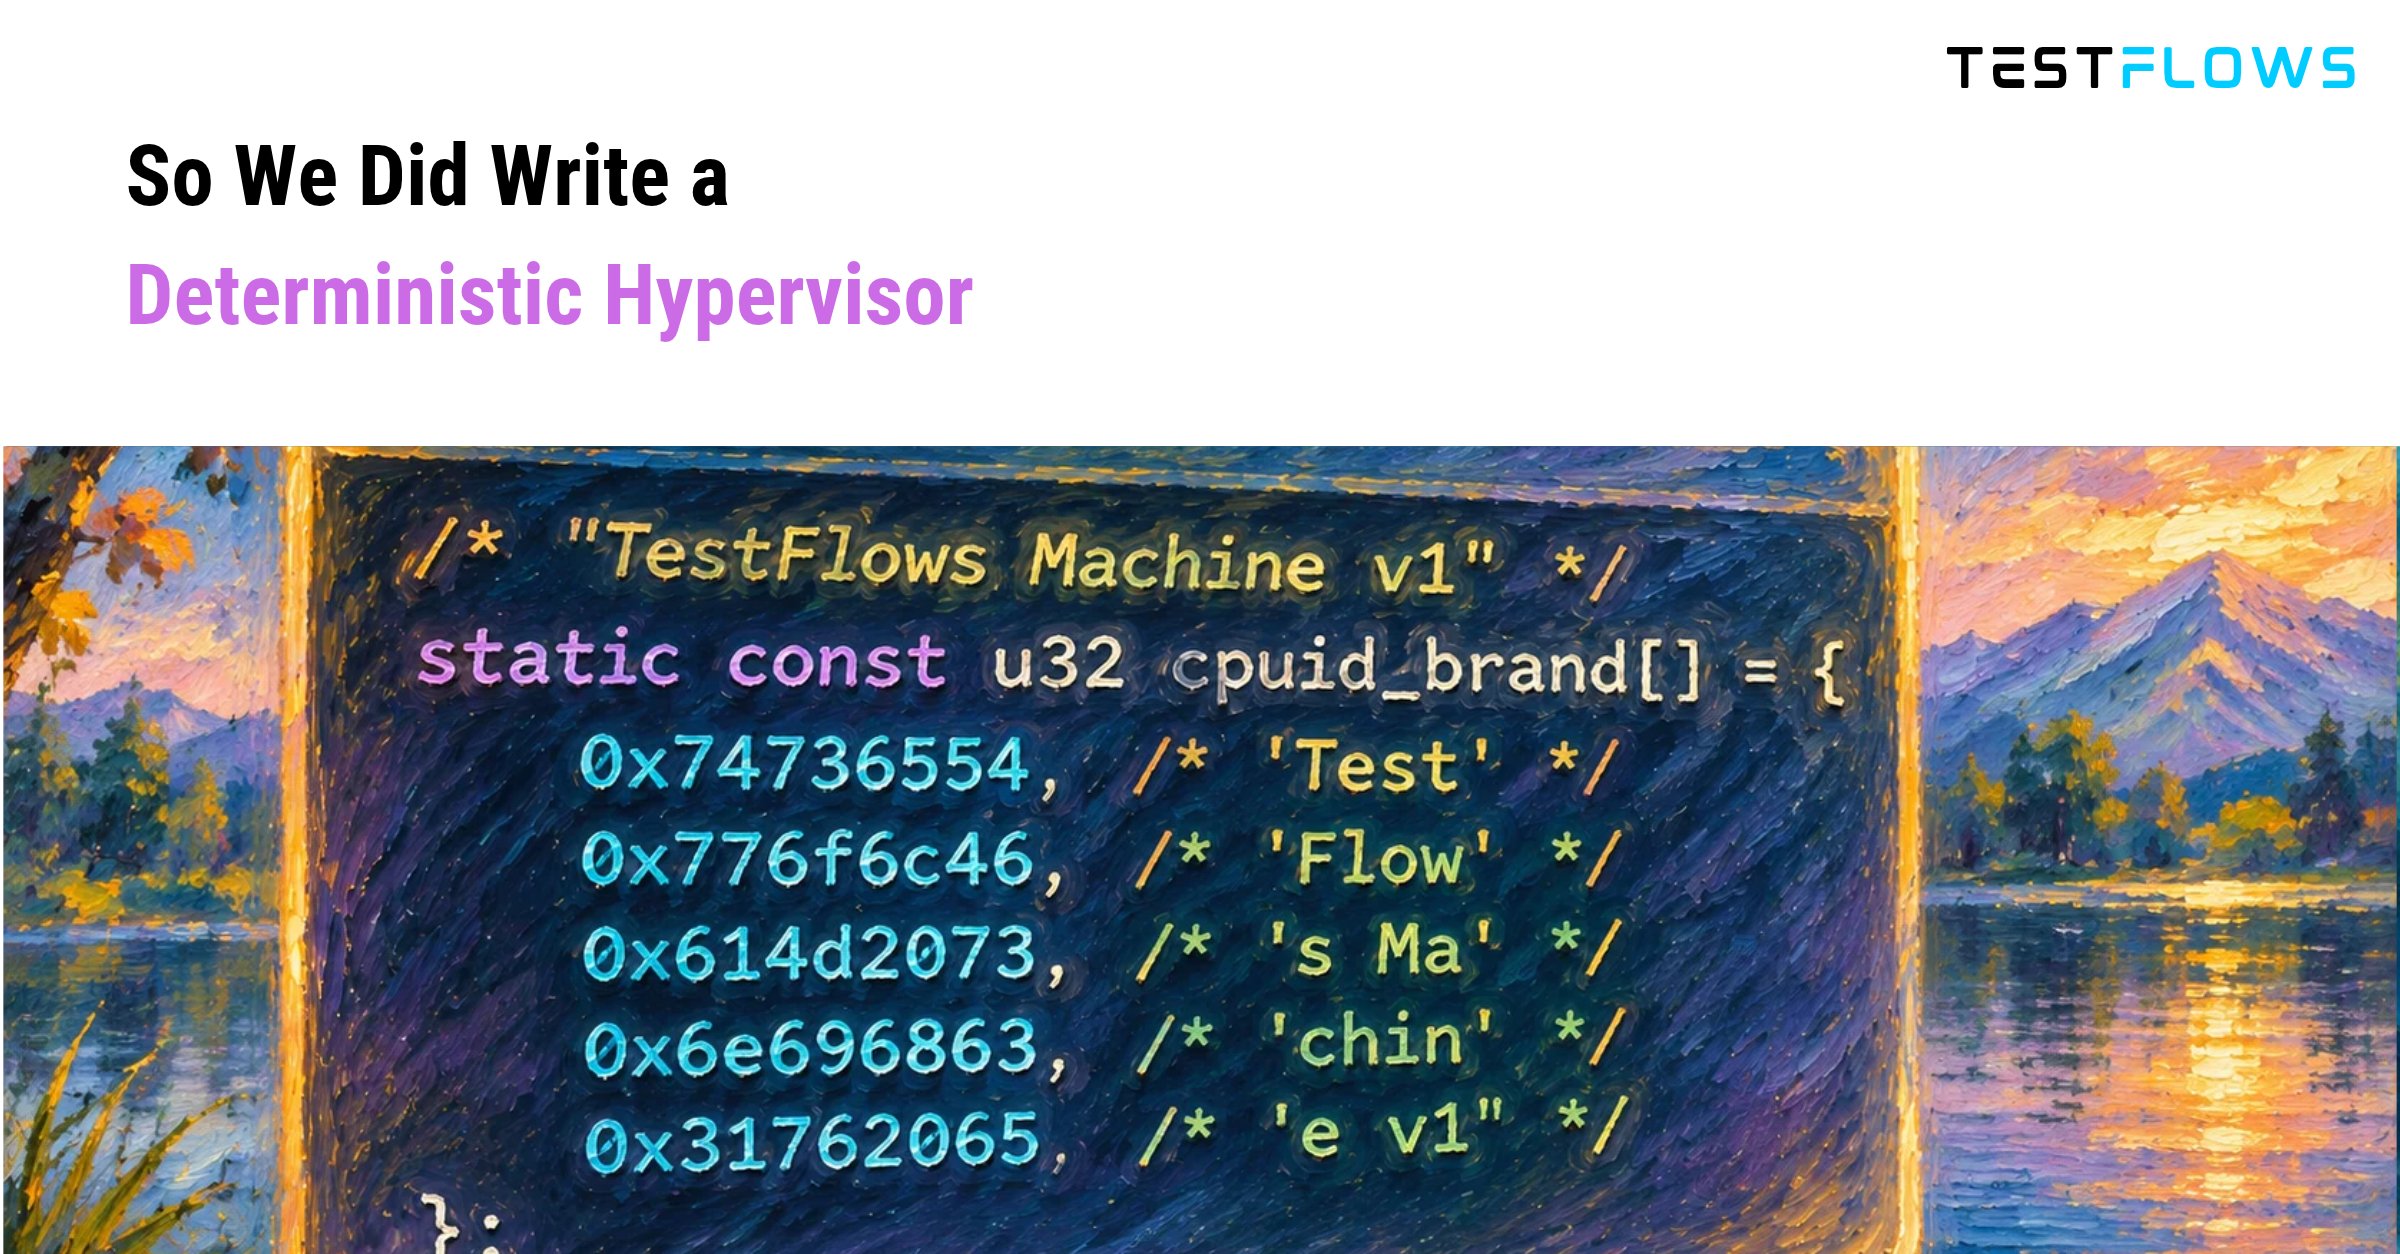 TESTFLOWS
So We Did Write a
Deterministic Hypervisor
/* "TestFlows Machine v1" */
static const u32 cpuid_brand[] = {
0x74736554, /* 'Test' */
0x776f6c46, /* 'Flow' */
0x614d2073, /* 's Ma' */
0x6e696863, /* 'chin' */
0x31762065, /* 'e v1" */
};